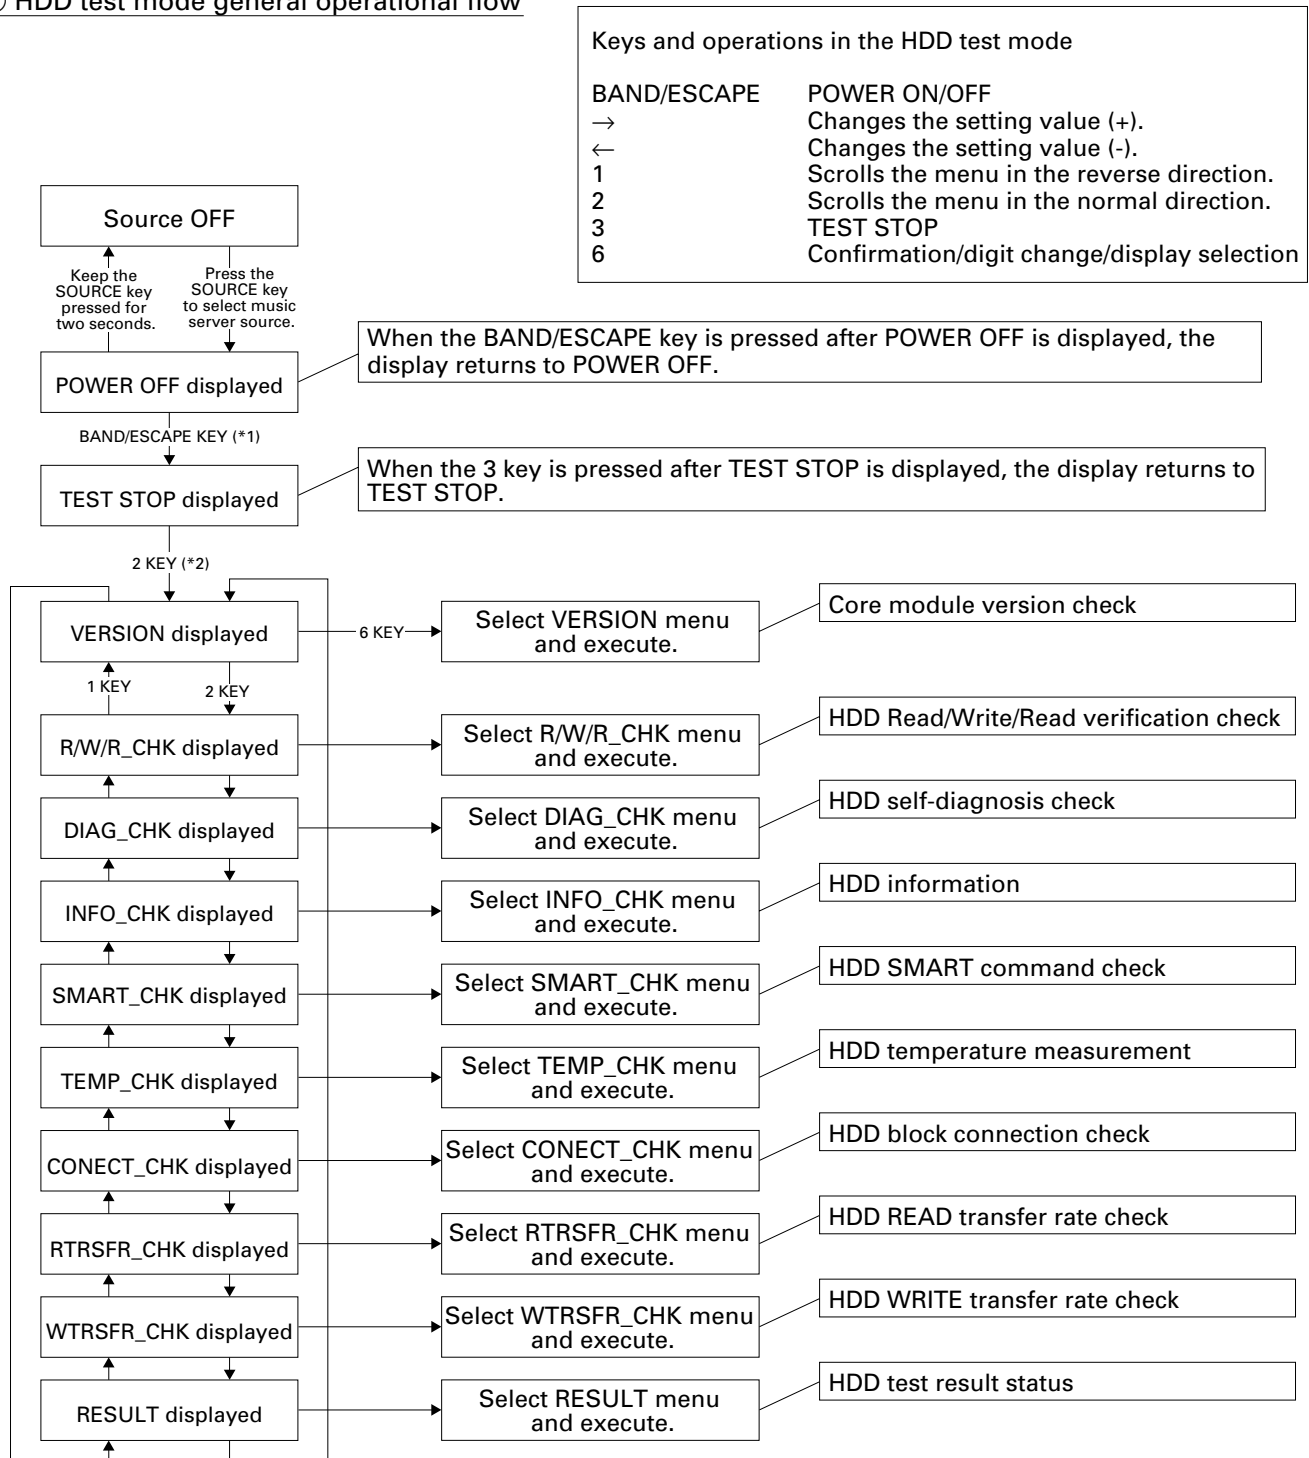 HDD test mode general operational flow
Keys and operations in the HDD test mode
BAND/ESCAPE POWER ON/OFF
→ Changes the setting value (+).
← Changes the setting value (-).
1 Scrolls the menu in the reverse direction.
2 Scrolls the menu in the normal direction.
3 TEST STOP
6 Confirmation/digit change/display selection
Source OFF
Keep the
SOURCE key
pressed for
two seconds.
Press the
SOURCE key
to select music
server source.
POWER OFF displayed
When the BAND/ESCAPE key is pressed after POWER OFF is displayed, the
display returns to POWER OFF.
BAND/ESCAPE KEY (*1)
TEST STOP displayed
When the 3 key is pressed after TEST STOP is displayed, the display returns to
TEST STOP.
2 KEY (*2)
VERSION displayed
6 KEY
Select VERSION menu
and execute.
Core module version check
1 KEY
2 KEY
R/W/R_CHK displayed
Select R/W/R_CHK menu
and execute.
HDD Read/Write/Read verification check
DIAG_CHK displayed
Select DIAG_CHK menu
and execute.
HDD self-diagnosis check
INFO_CHK displayed
Select INFO_CHK menu
and execute.
HDD information
SMART_CHK displayed
Select SMART_CHK menu
and execute.
HDD SMART command check
TEMP_CHK displayed
Select TEMP_CHK menu
and execute.
HDD temperature measurement
CONECT_CHK displayed
Select CONECT_CHK menu
and execute.
HDD block connection check
RTRSFR_CHK displayed
Select RTRSFR_CHK menu
and execute.
HDD READ transfer rate check
WTRSFR_CHK displayed
Select WTRSFR_CHK menu
and execute.
HDD WRITE transfer rate check
RESULT displayed
Select RESULT menu
and execute.
HDD test result status